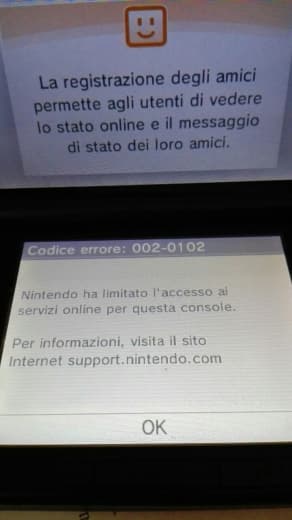 La registrazione degli amici
permette agli utenti di vedere
lo stato online e il messaggio
di stato dei loro amici.
Codice errore: 002-0102
Nintendo ha limitato l'accesso ai
servizi online per questa console.
Per informazioni, visita il sito
Internet support.nintendo.com
OK